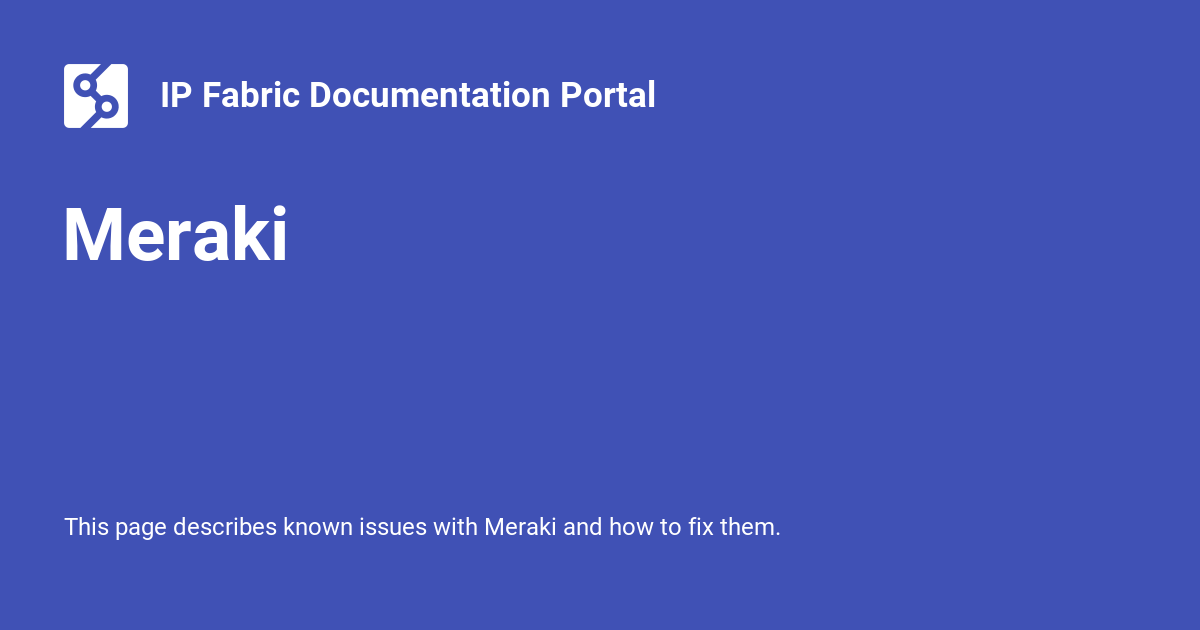 IP Fabric Documentation Portal
Meraki
This page describes known issues with Meraki and how to fix them.